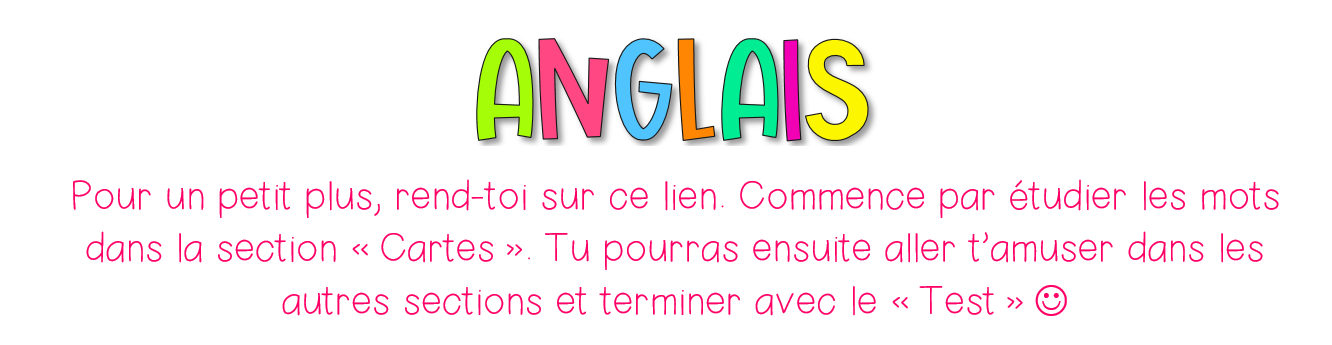 ANGLAIS
Pour un petit plus, rend-toi sur ce lien. Commence par étudier les mots
dans la section « Cartes ». Tu pourras ensuite aller t’amuser dans les
autres sections et terminer avec le « Test » ☺